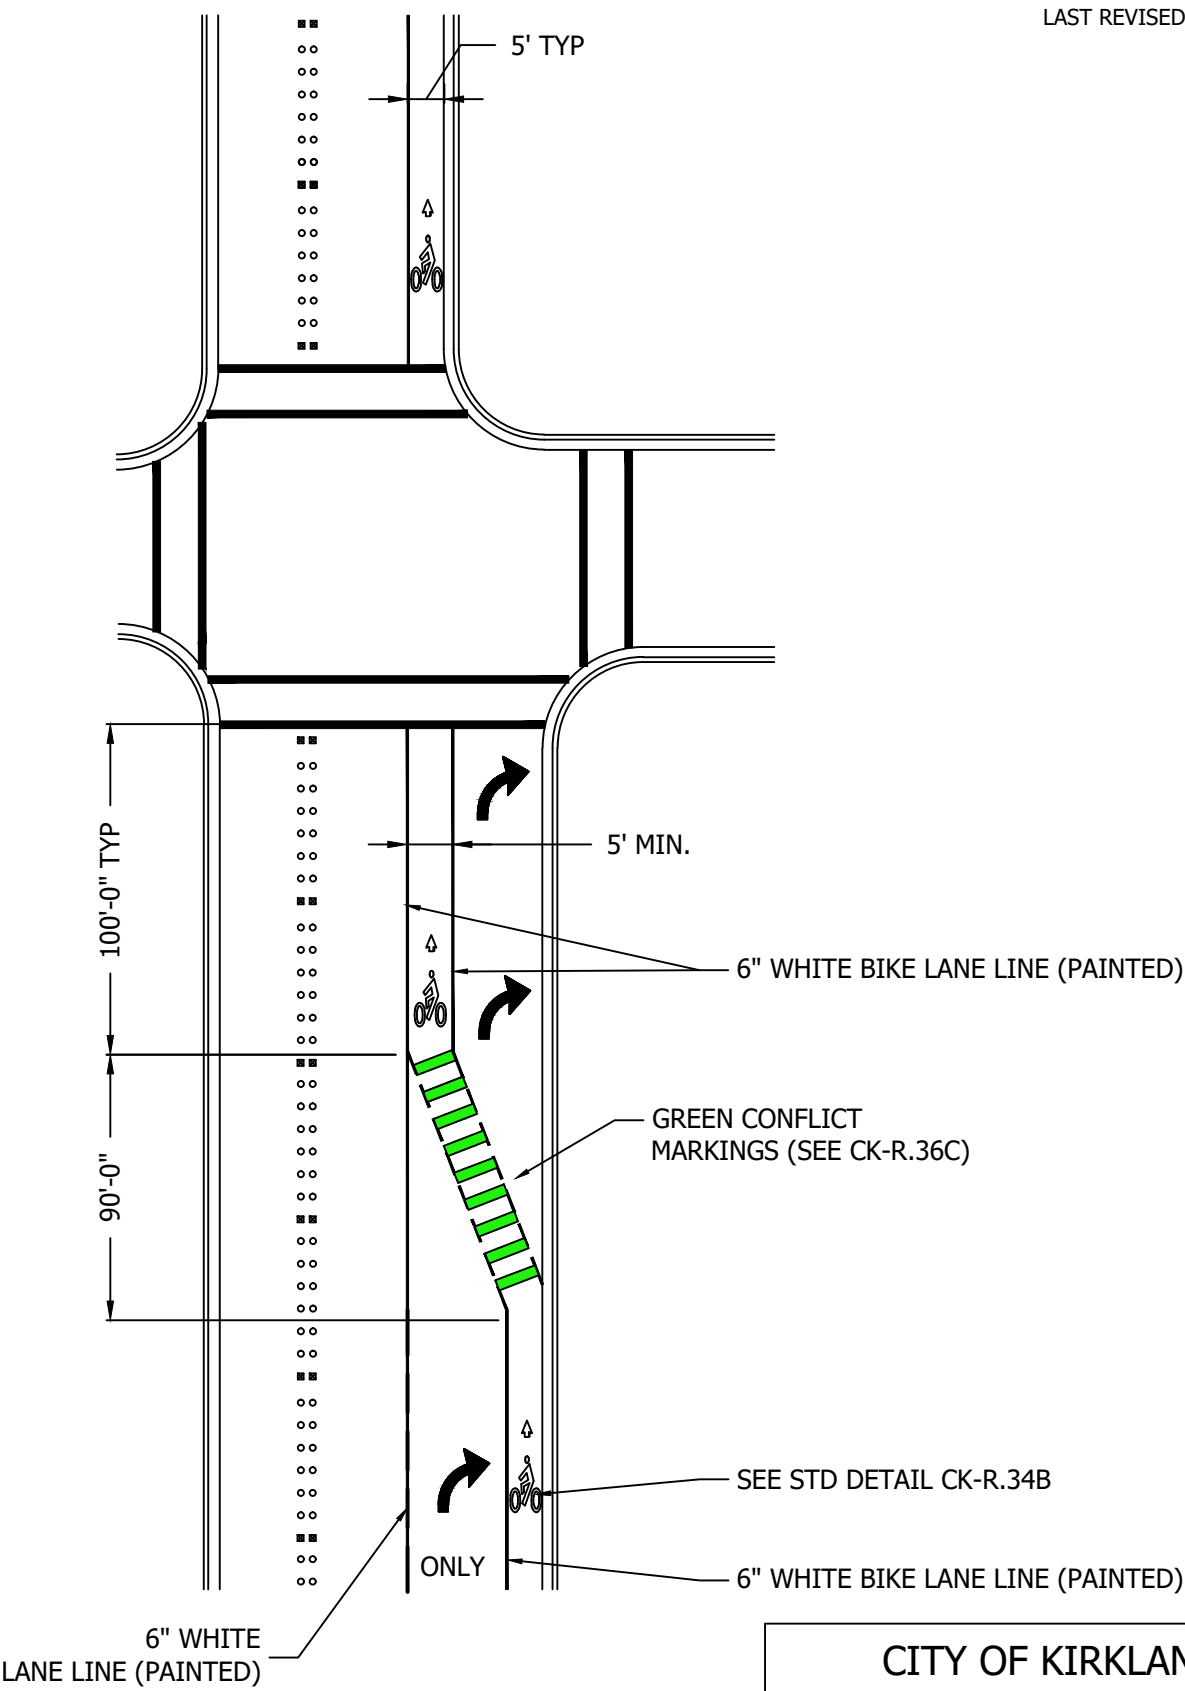 LAST REVISED
5' TYP
100'-0" TYP
5' MIN.
6" WHITE BIKE LANE LINE (PAINTED)
GREEN CONFLICT
MARKINGS (SEE CK-R.36C)
90'-0"
SEE STD DETAIL CK-R.34B
ONLY
6" WHITE BIKE LANE LINE (PAINTED)
6" WHITE
LANE LINE (PAINTED)
CITY OF KIRKLAN